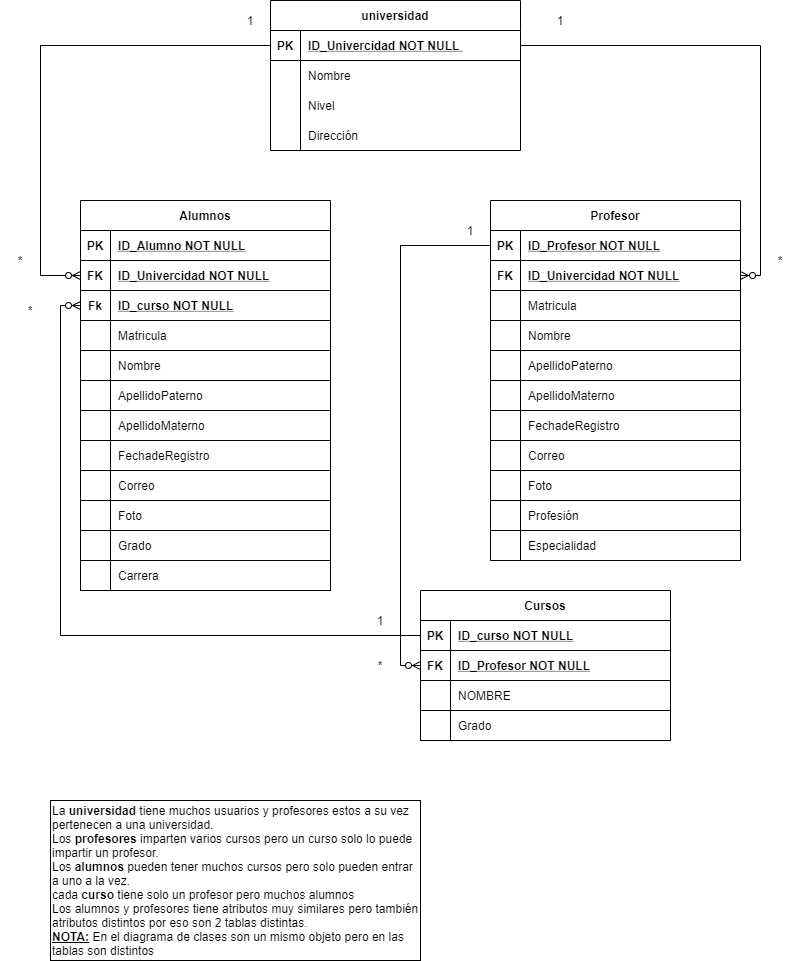 1
universidad
1
PK ID_Univercidad NOT NULL
Nombre
Nivel
Dirección
Alumnos
PK ID_Alumno NOT NULL
*
FK ID_Univercidad NOT NULL
*
Fk ID_curso NOT NULL
Matricula
Nombre
ApellidoPaterno
ApellidoMaterno
FechadeRegistro
Correo
Foto
Grado
Carrera
Profesor
1
PK ID_Profesor NOT NULL
*
FK ID_Univercidad NOT NULL
Matricula
Nombre
ApellidoPaterno
ApellidoMaterno
FechadeRegistro
Correo
Foto
Profesión
Especialidad
Cursos
1
PK ID_curso NOT NULL
*
FK ID_Profesor NOT NULL
NOMBRE
Grado
La universidad tiene muchos usuarios y profesores estos a su vez
pertenecen a una universidad.
Los profesores imparten varios cursos pero un curso solo lo puede
impartir un profesor.
Los alumnos pueden tener muchos cursos pero solo pueden entrar
a uno a la vez.
cada curso tiene solo un profesor pero muchos alumnos
Los alumnos y profesores tiene atributos muy similares pero también
atributos distintos por eso son 2 tablas distintas.
NOTA: En el diagrama de clases son un mismo objeto pero en las
tablas son distintos